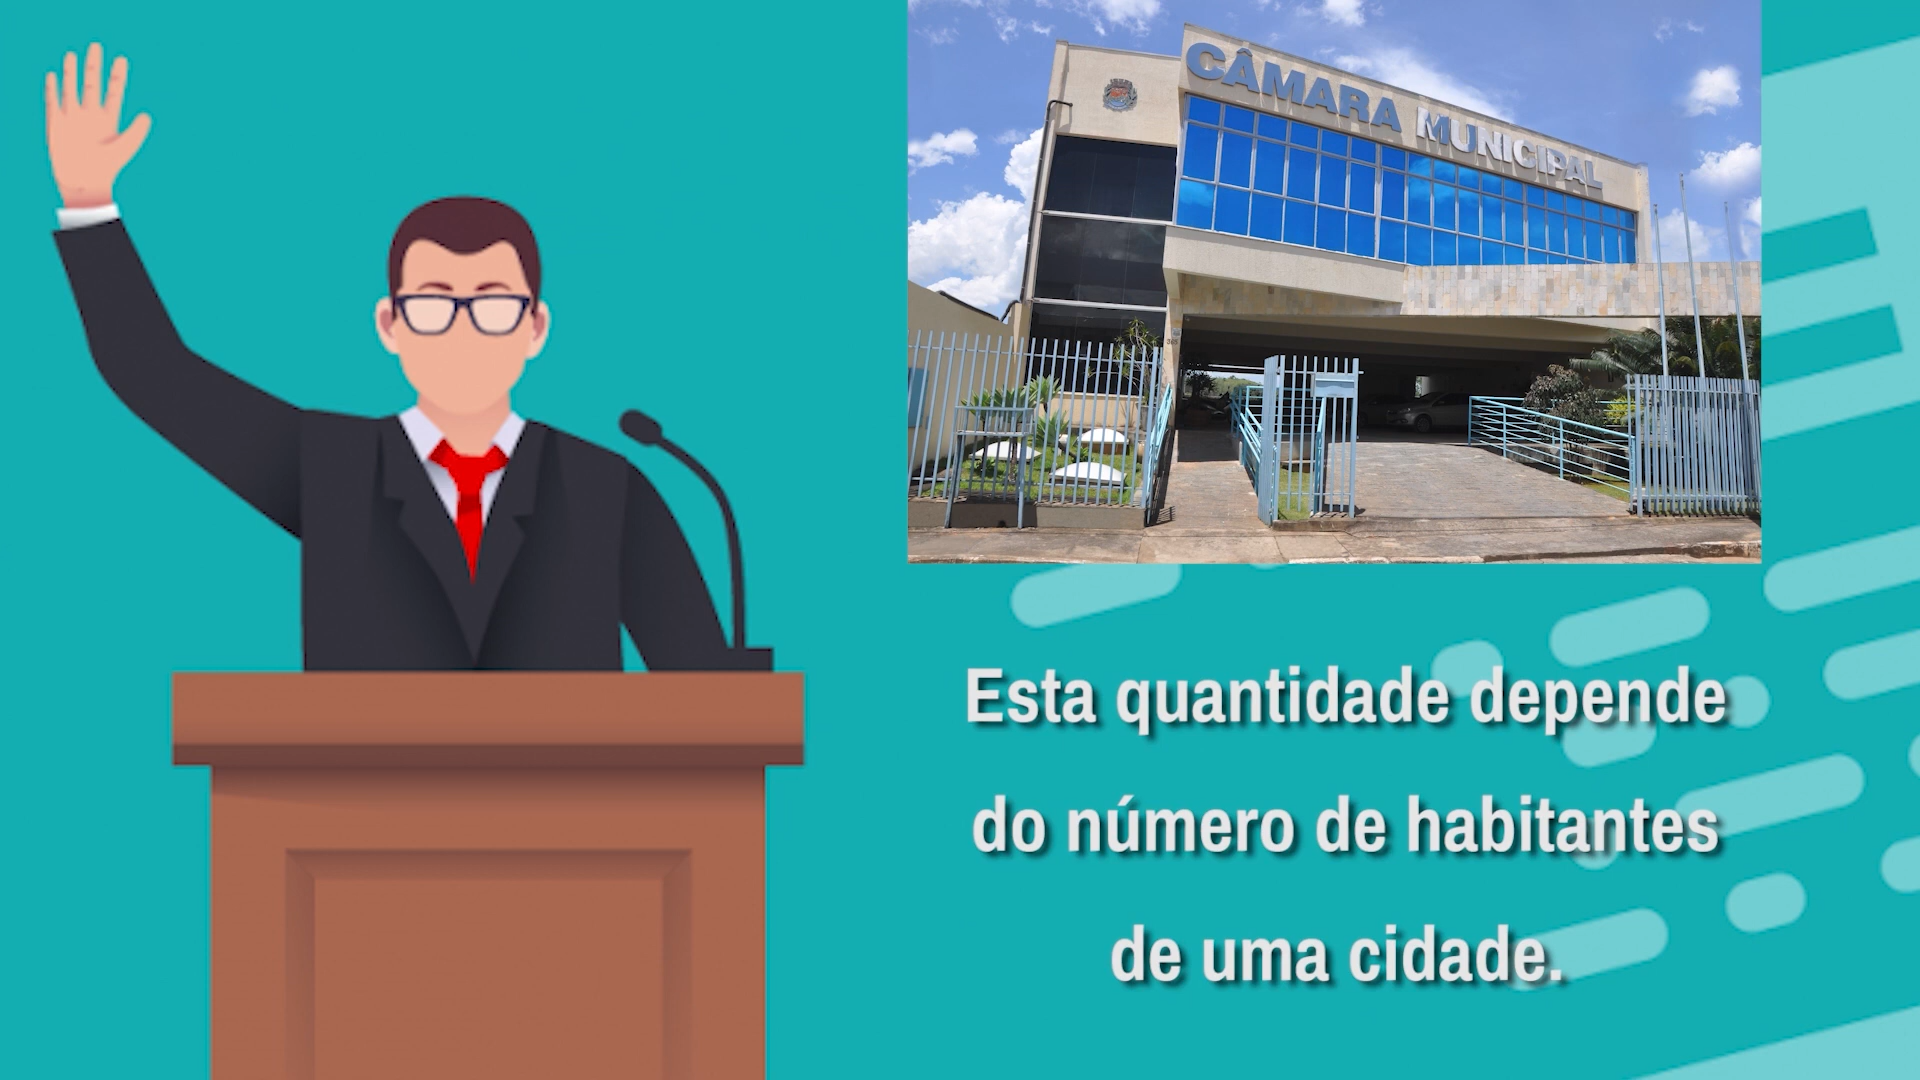 CÂMARA MUNICIPAL
Esta quantidade depende
do número de habitantes
de uma cidade.